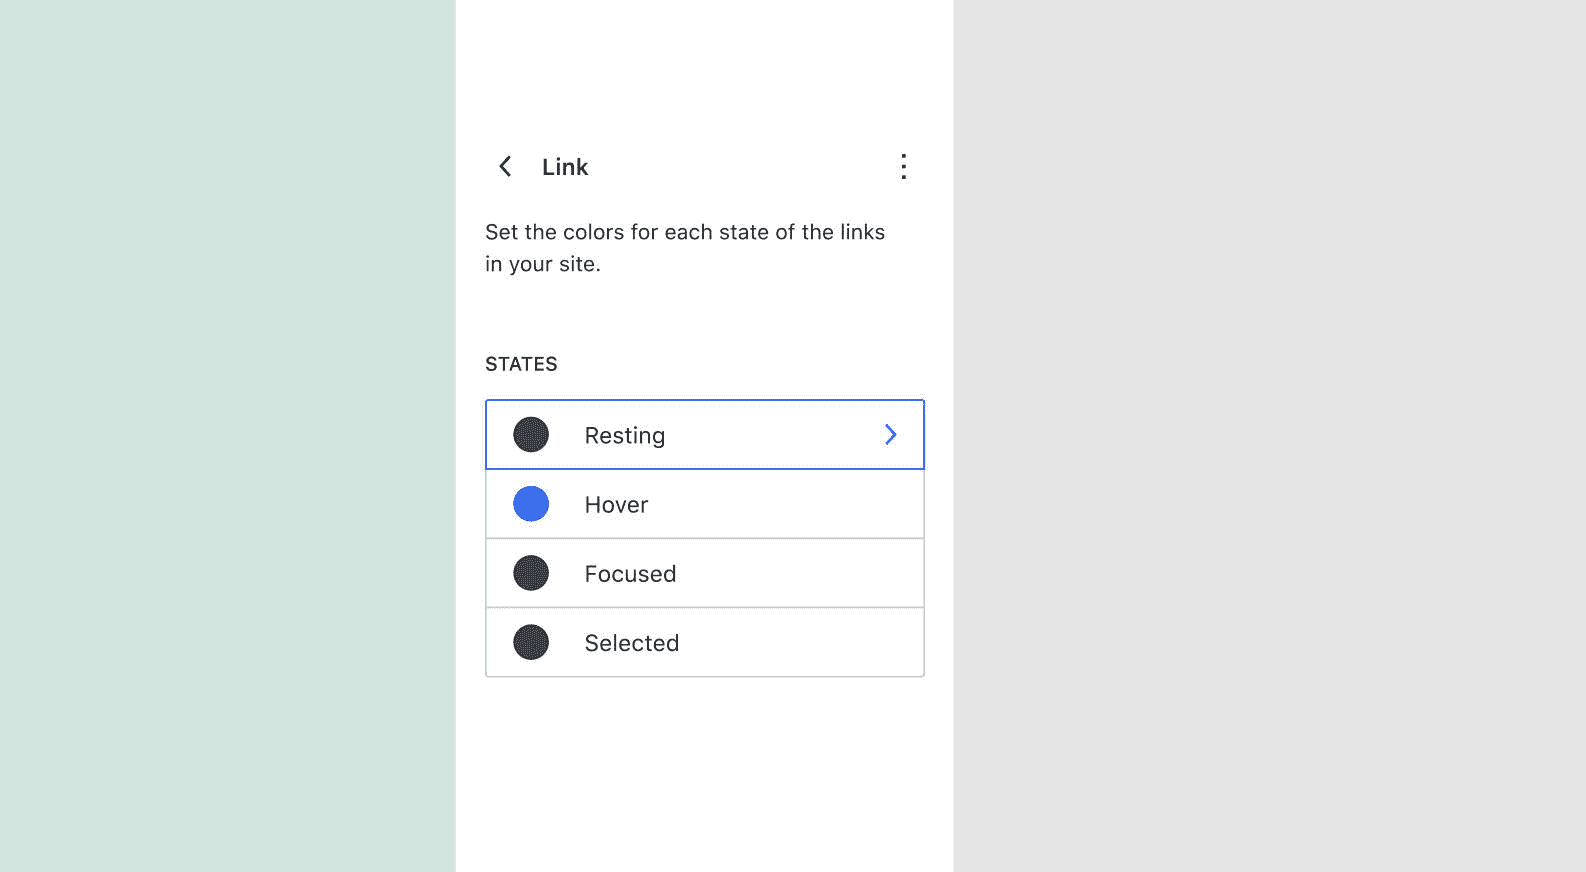 Link
Set the colors for each state of the links
in your site.
STATES
Resting
Hover
Focused
Selected